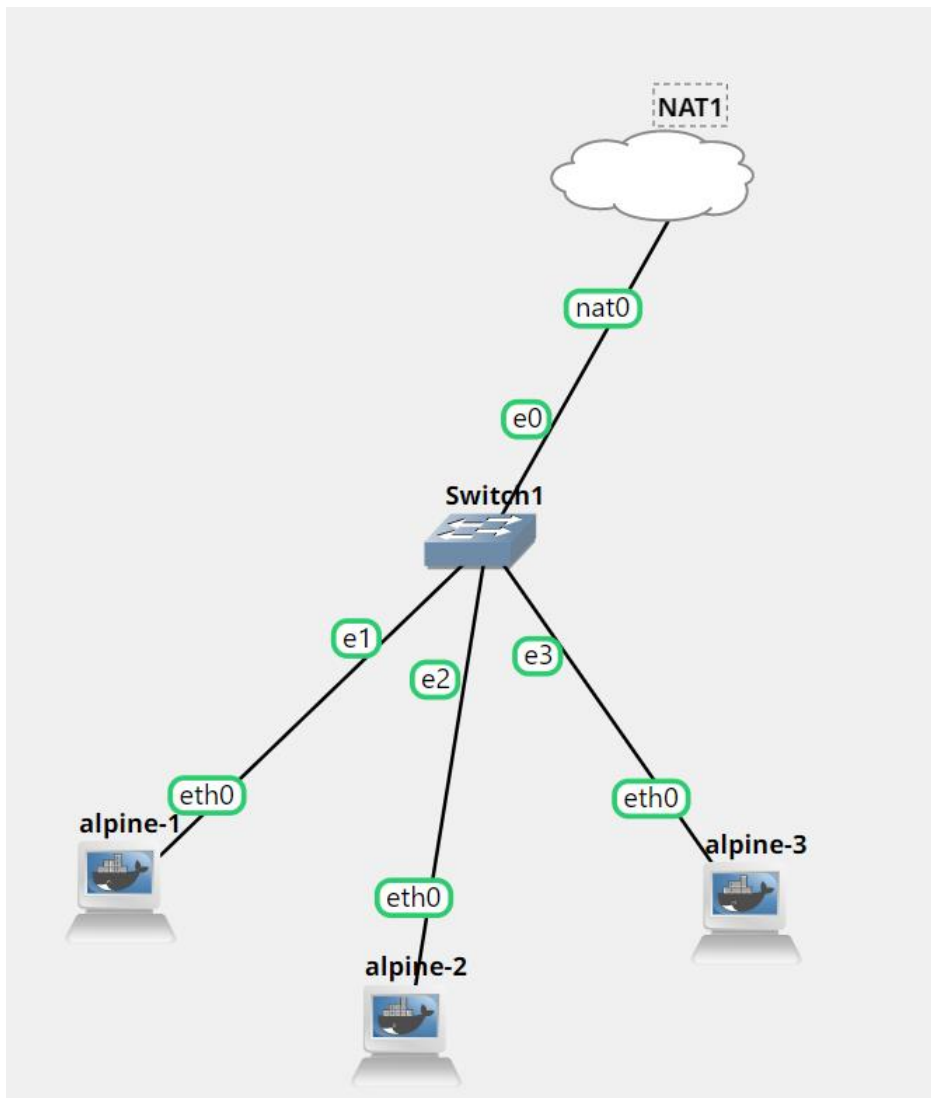 NAT1
nat0
e0
Switch1
e1
e2
e3
eth0
eth0
alpine-1
alpine-3
eth0
alpine-2